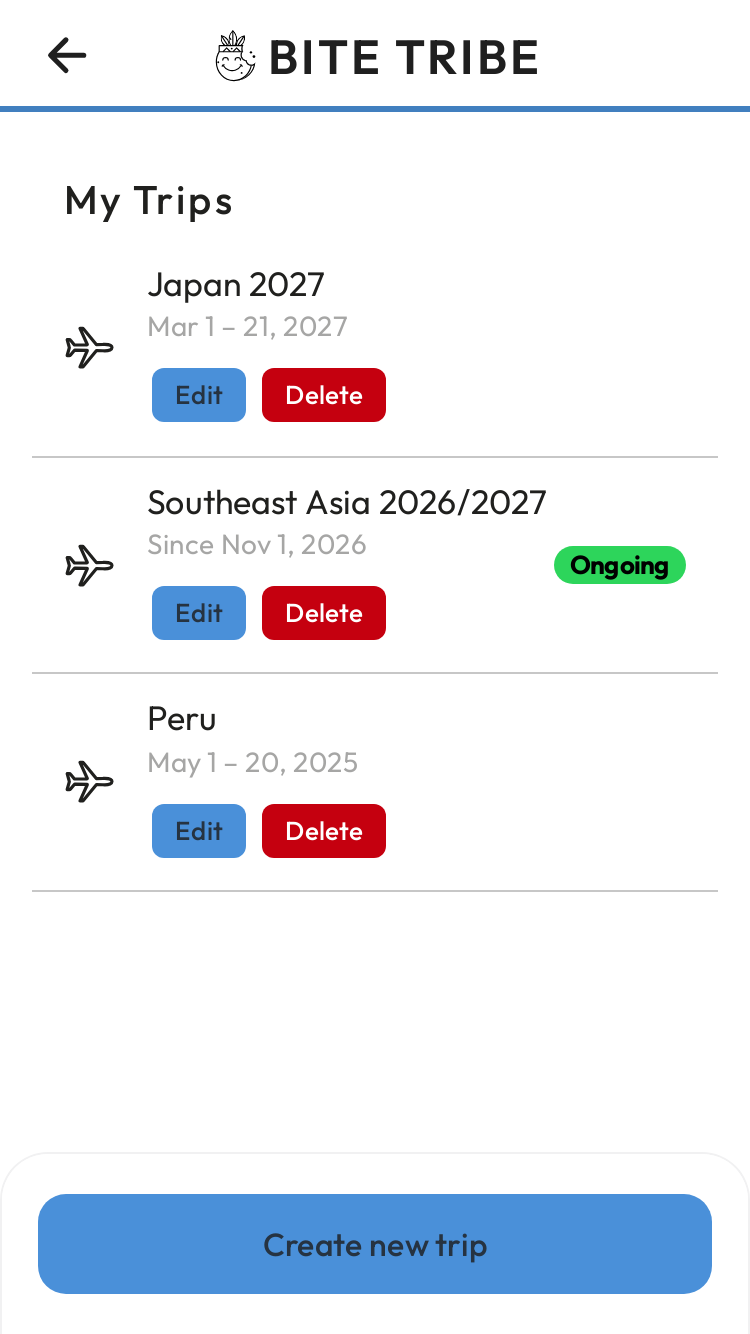 BITE TRIBE
My Trips
Japan 2027
Mar 1 – 21, 2027
Edit Delete
Southeast Asia 2026/2027
Since Nov 1, 2026
Ongoing
Edit Delete
Peru
May 1 – 20, 2025
Edit Delete
Create new trip